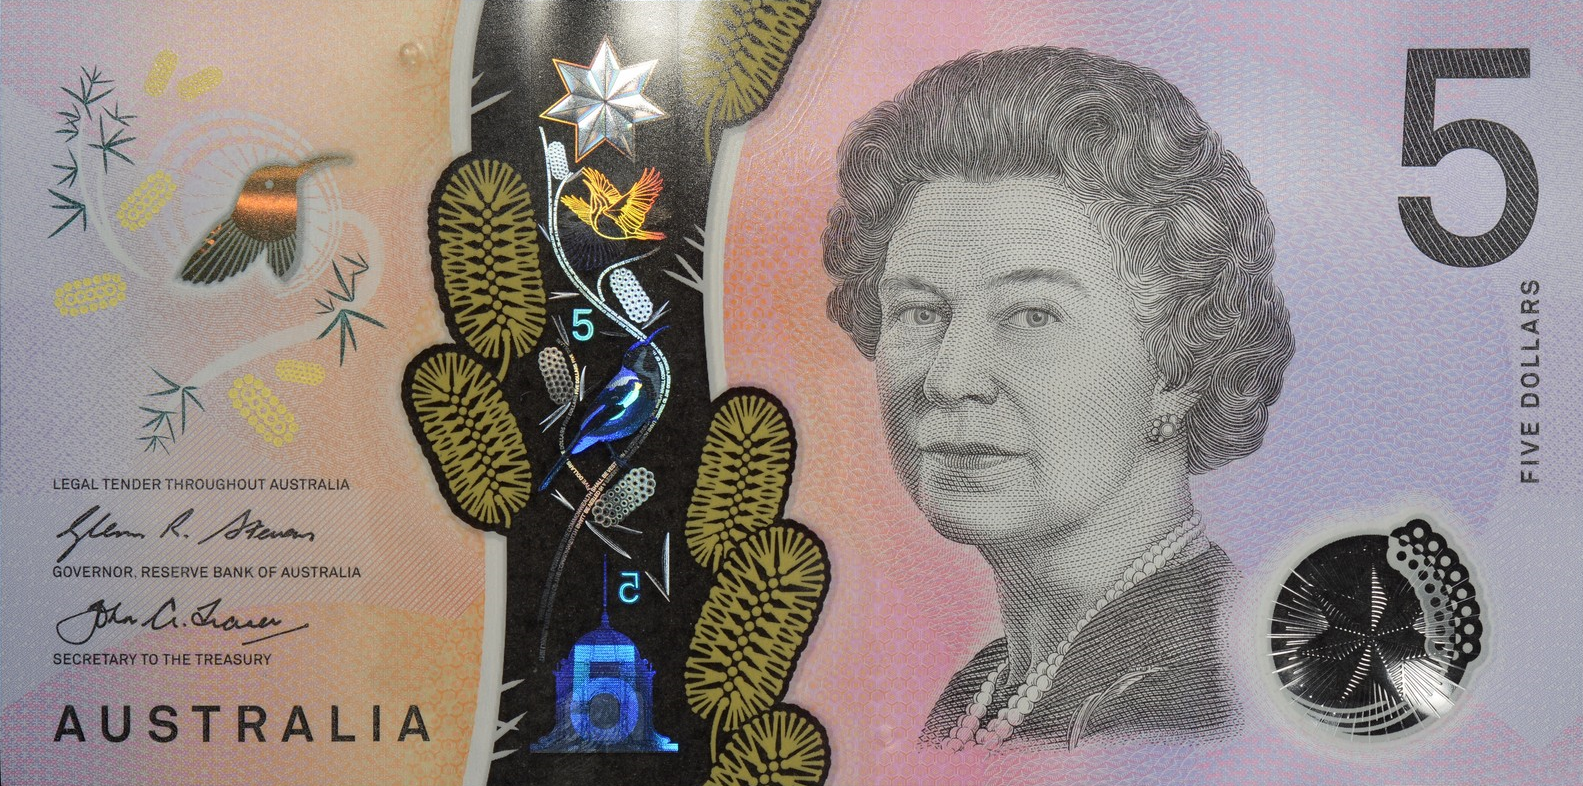 5
FIVE DOLLARS
5
5
5
LEGAL TENDER THROUGHOUT AUSTRALIA
Glenn R. Stevens
GOVERNOR, RESERVE BANK OF AUSTRALIA
John A. Fraser
SECRETARY TO THE TREASURY
AUSTRALIA